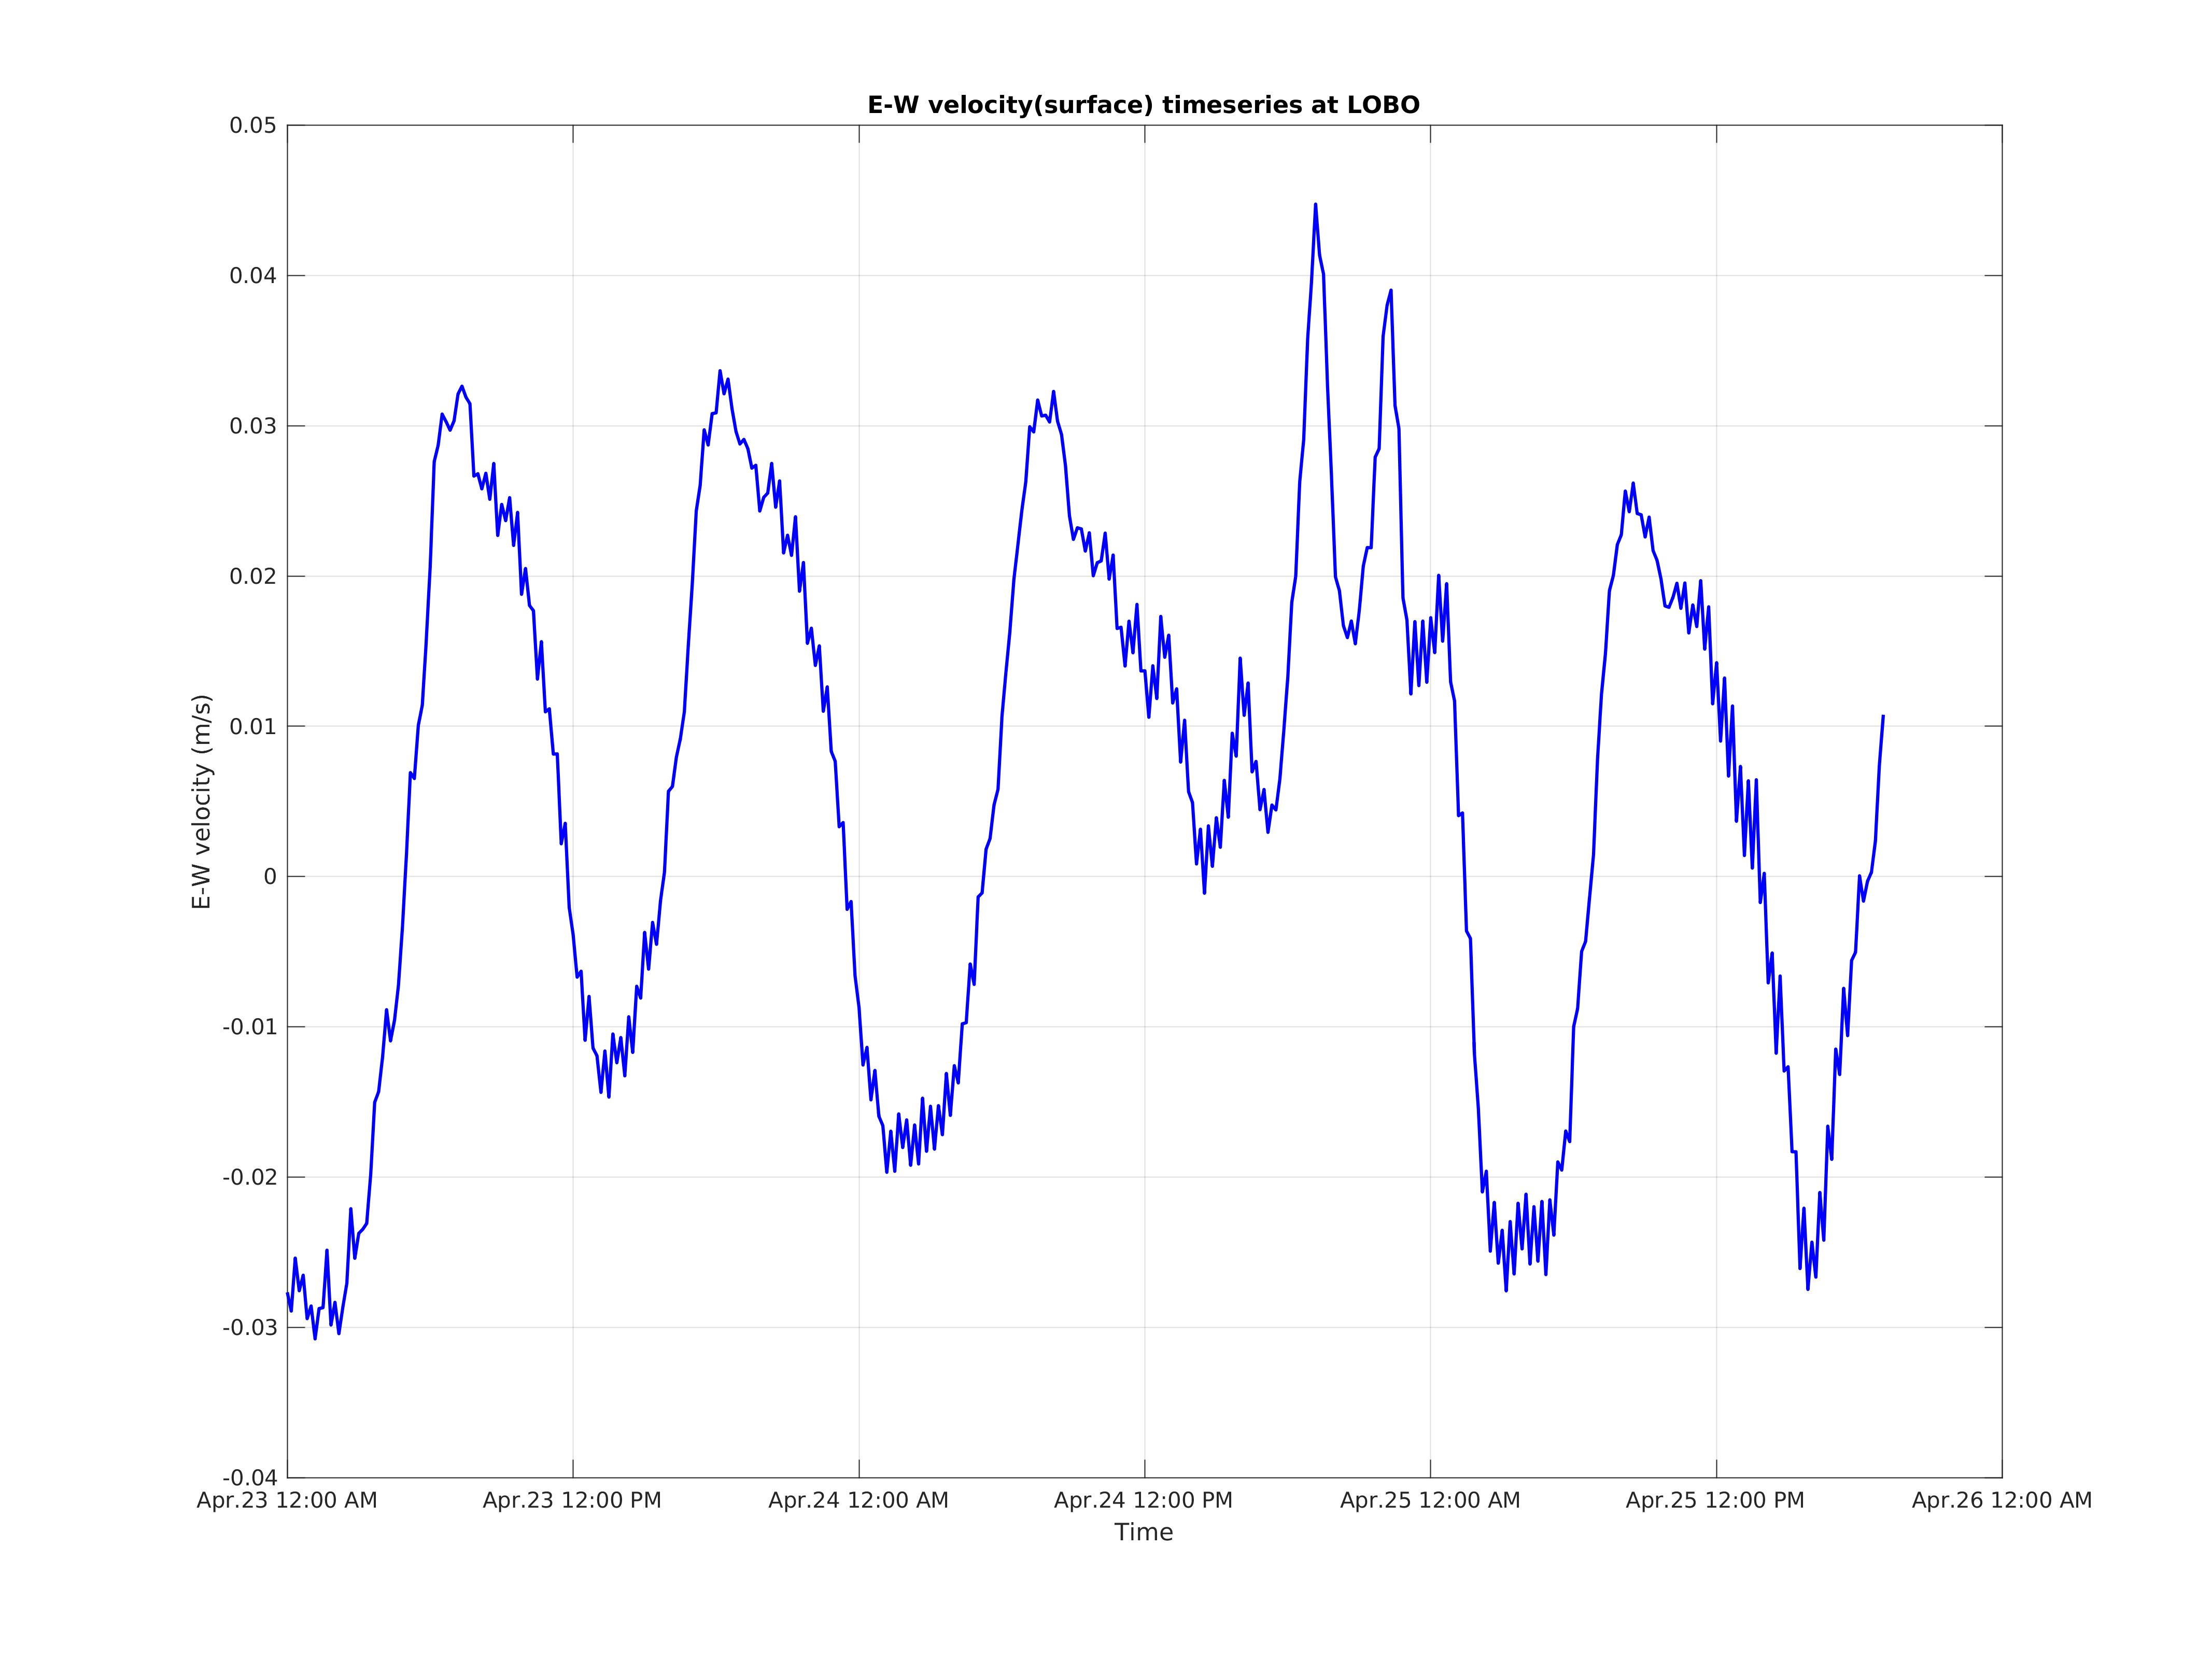 E-W velocity(surface) timeseries at LOBO
0.05
0.04
0.03
0.02
0.01
0
-0.01
-0.02
-0.03
-0.04
E-W velocity (m/s)
Apr.23 12:00 AM Apr.23 12:00 PM Apr.24 12:00 AM Apr.24 12:00 PM Apr.25 12:00 AM Apr.25 12:00 PM Apr.26 12:00 AM
Time